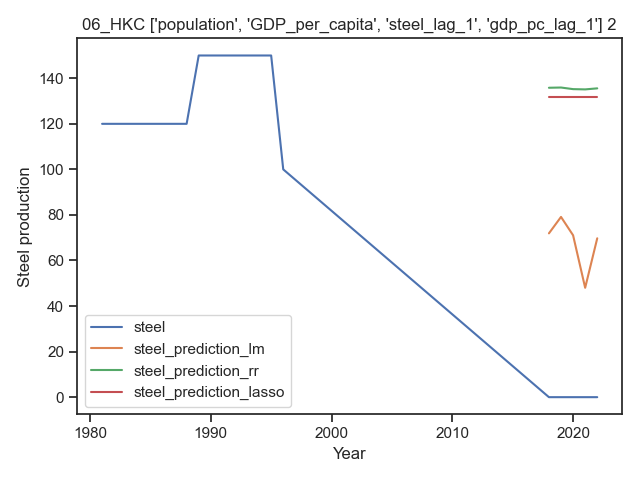 06_HKC ['population', 'GDP_per_capita', 'steel_lag_1', 'gdp_pc_lag_1'] 2
Steel production
140
120
100
80
60
40
20
0
steel
steel_prediction_lm
steel_prediction_rr
steel_prediction_lasso
1980
1990
2000
2010
2020
Year